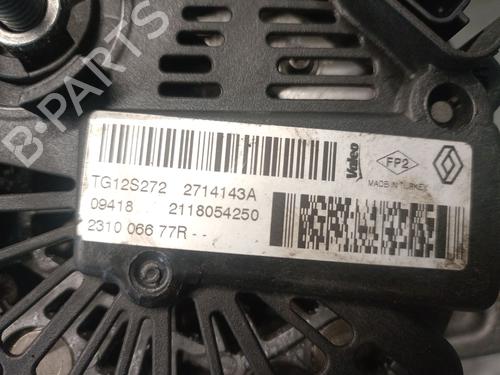 B-PARTS
TG12S272 2714143A
09418 2118054250
2310 066 77R - -
Valeo
FP2
MADE IN TURKEY